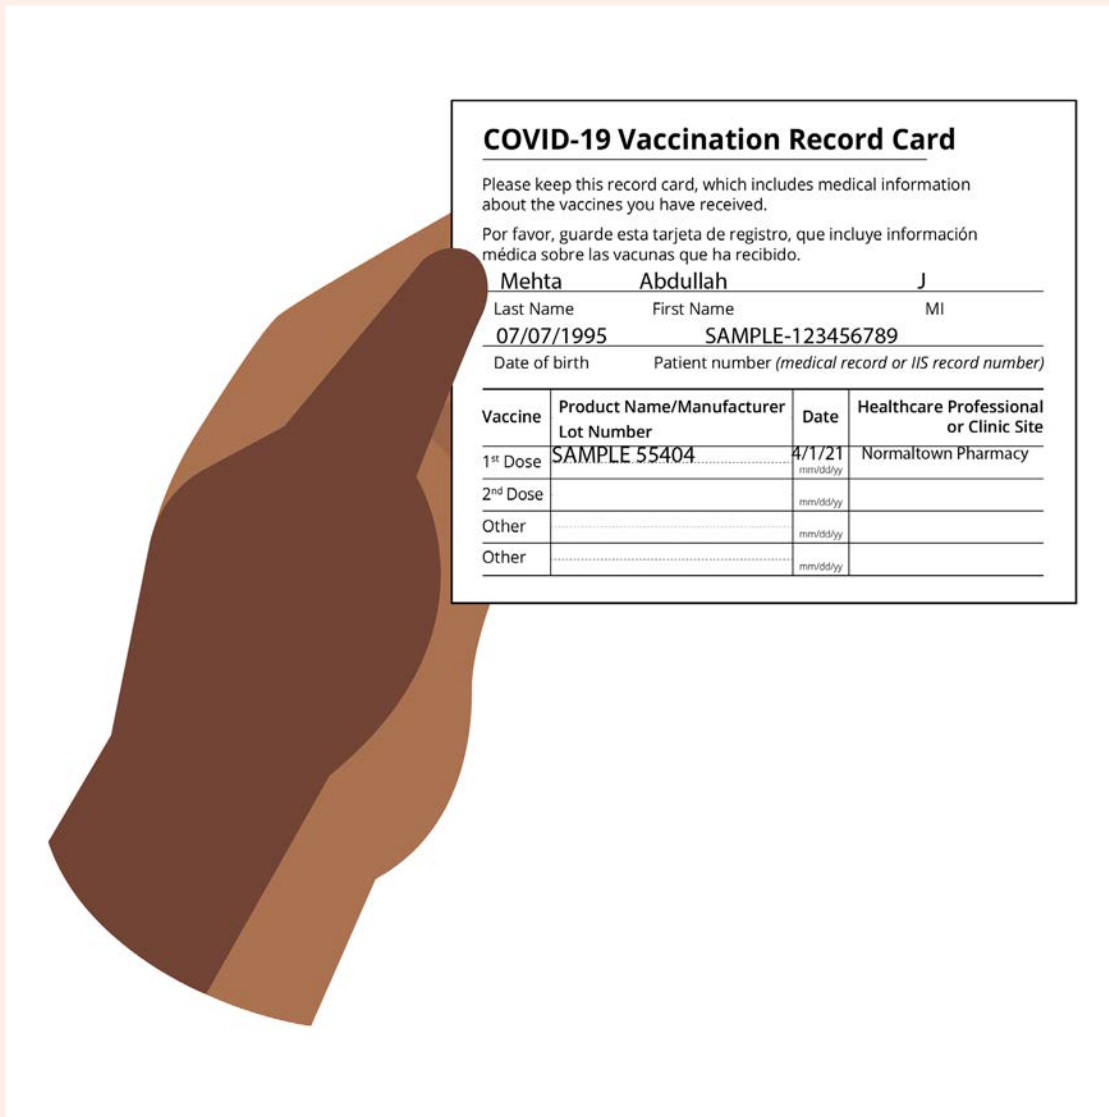 COVID-19 Vaccination Record Card
Please keep this record card, which includes medical information
about the vaccines you have received.
Por favor, guarde esta tarjeta de registro, que incluye información
médica sobre las vacunas que ha recibido.
Mehta Abdullah J
Last Name First Name MI
07/07/1995 SAMPLE-123456789
Date of birth Patient number (medical record or IIS record number)
Vaccine Product Name/Manufacturer Lot Number Date Healthcare Professional or Clinic Site
1st Dose SAMPLE 55404 4/1/21 Normaltown Pharmacy
mm/dd/yy
2nd Dose
mm/dd/yy
Other
mm/dd/yy
Other
mm/dd/yy